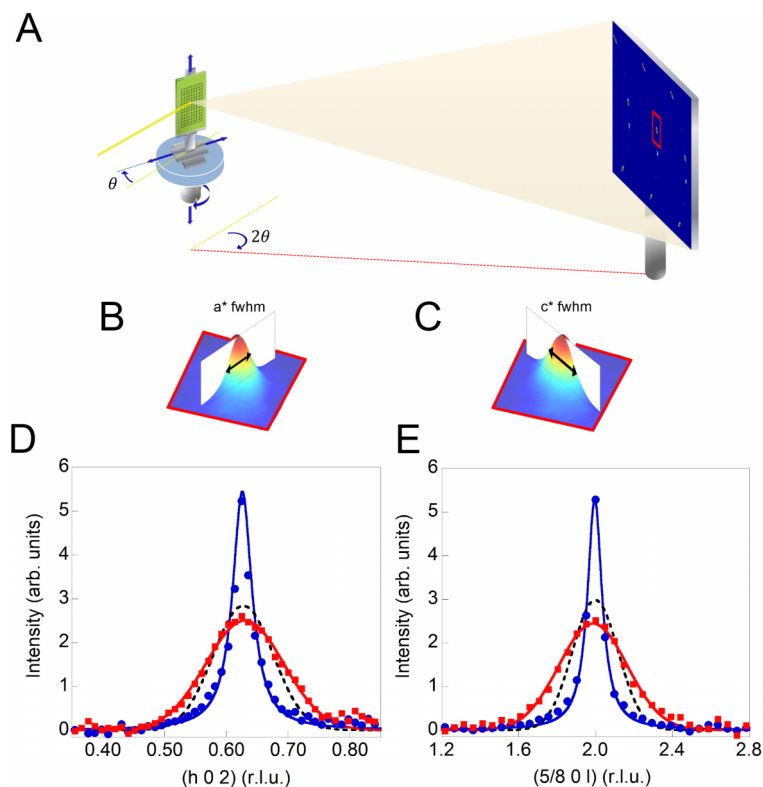 A
θ
2θ
B
a* fwhm
C
c* fwhm
D
E
6
5
4
3
2
1
0
Intensity (arb. units)
0.40
0.50
0.60
0.70
0.80
(h 0 2) (r.l.u.)
6
5
4
3
2
1
0
Intensity (arb. units)
1.2
1.6
2.0
2.4
2.8
(5/8 0 l) (r.l.u.)